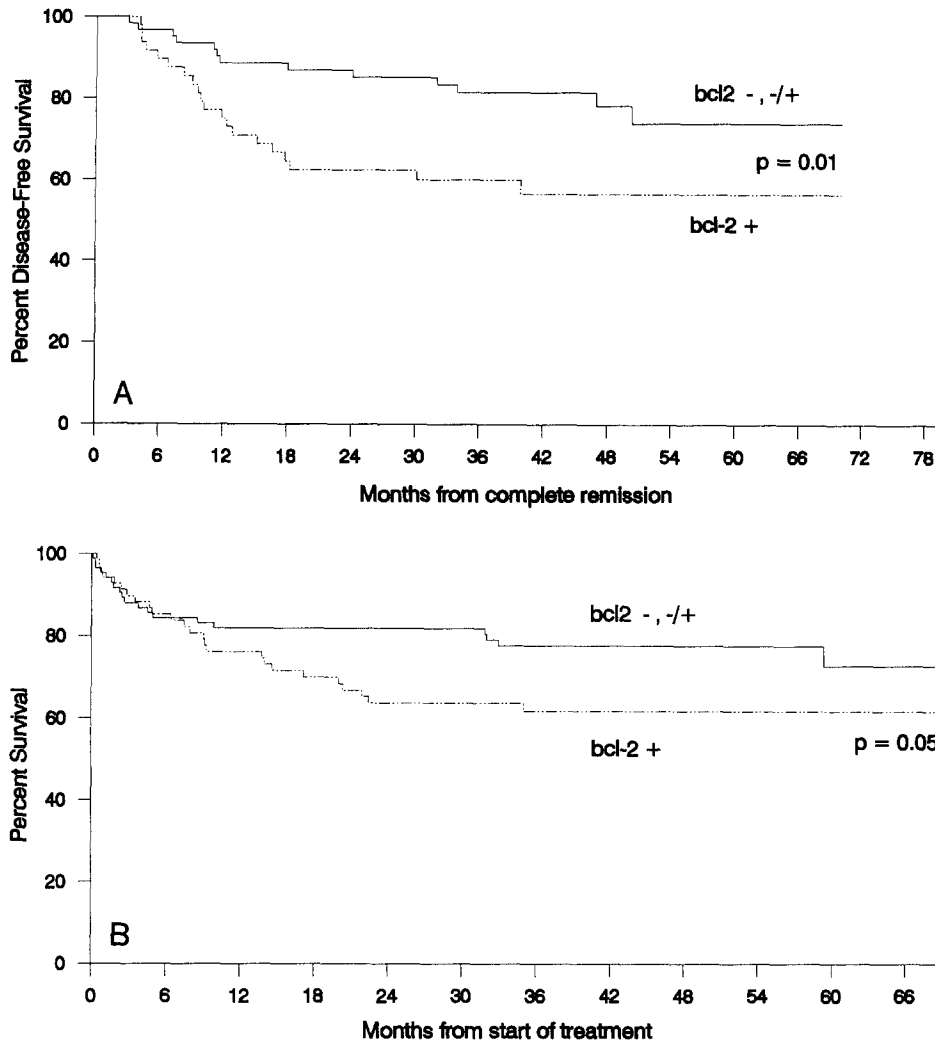 100
80
60
40
20
0
Percent Disease-Free Survival
A
bcl2 -, -/+
p = 0.01
bcl-2 +
0 6 12 18 24 30 36 42 48 54 60 66 72 78
Months from complete remission
100
80
60
40
20
0
Percent Survival
B
bcl2 -, -/+
bcl-2 +
p = 0.05
0 6 12 18 24 30 36 42 48 54 60 66
Months from start of treatment